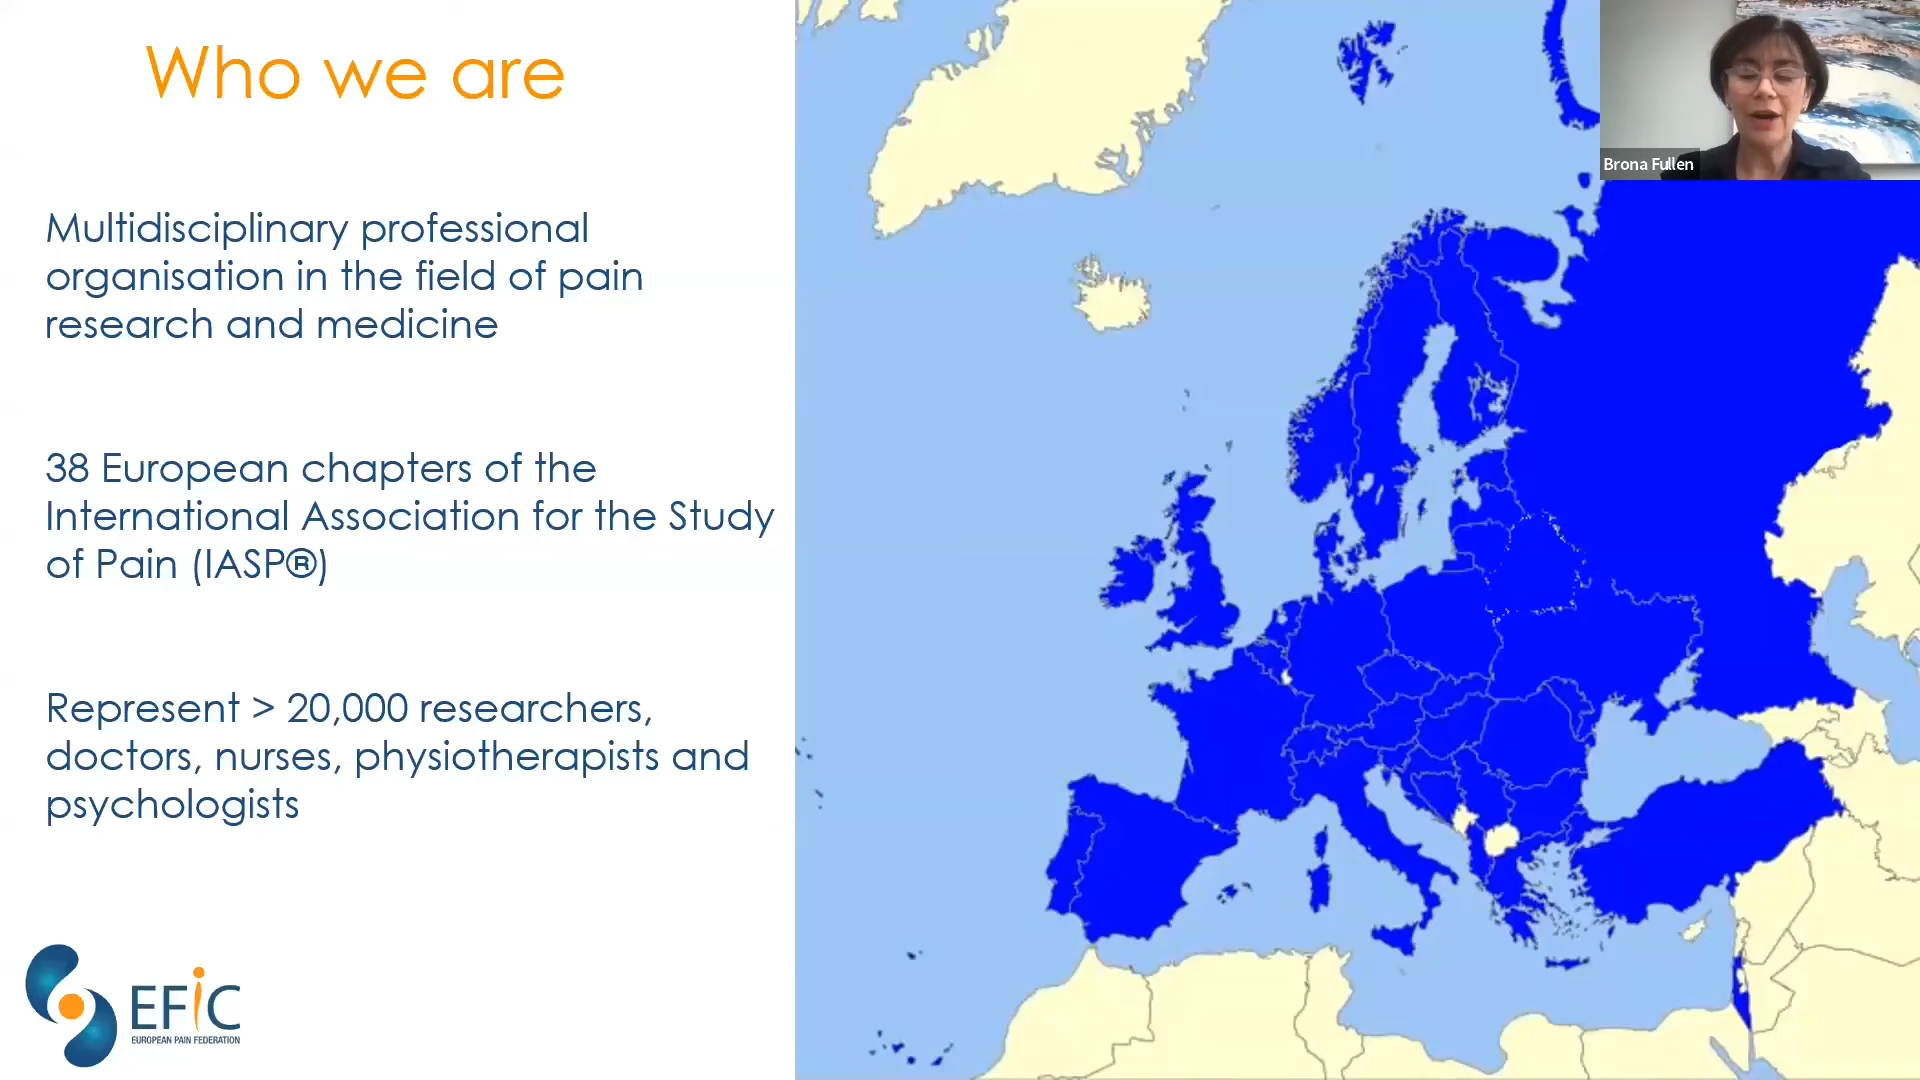 Who we are
Brona Fullen
Multidisciplinary professional
organisation in the field of pain
research and medicine
38 European chapters of the
International Association for the Study
of Pain (IASP®)
Represent > 20,000 researchers,
doctors, nurses, physiotherapists and
psychologists
EFiC
EUROPEAN PAIN FEDERATION